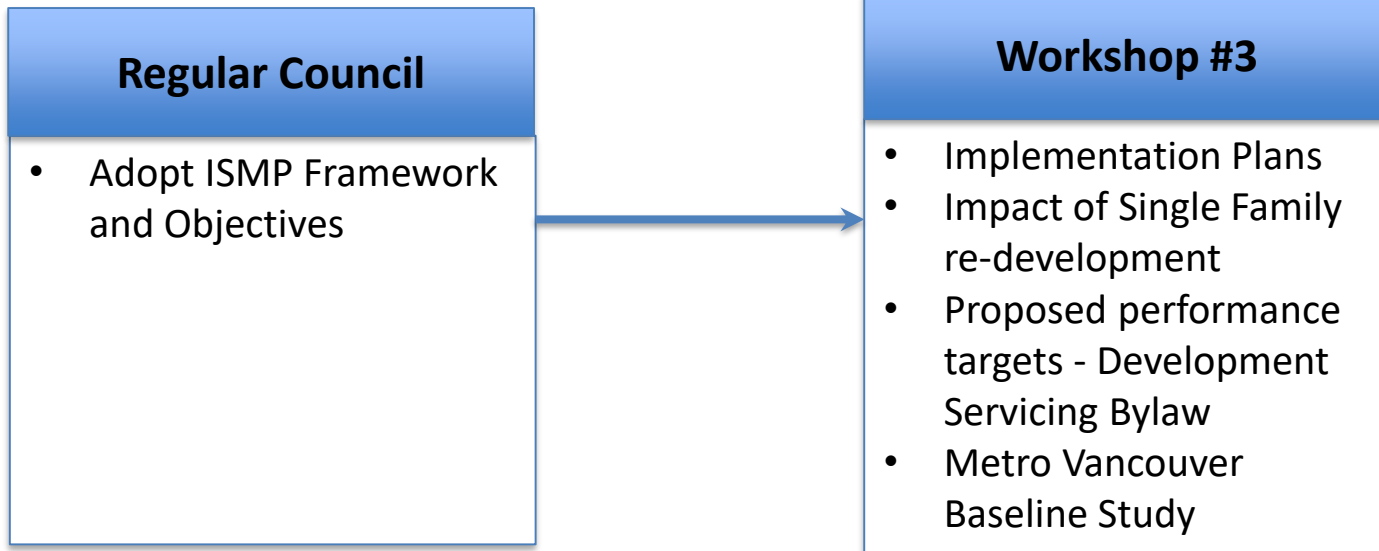 Regular Council
• Adopt ISMP Framework
and Objectives
Workshop #3
• Implementation Plans
• Impact of Single Family
re-development
• Proposed performance
targets - Development
Servicing Bylaw
• Metro Vancouver
Baseline Study